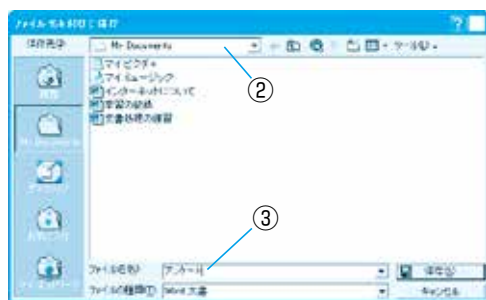 ファイル名を付けて保存
保存先(I):
My Documents
ツール(L)
マイ ピクチャ
マイ ミュージック
インターネットについて
学習の記録
文書処理の練習
②
③
My Documents
ファイル名(N):
アンケート
保存(S)
ファイルの種類(T):
Word 文書
キャンセル